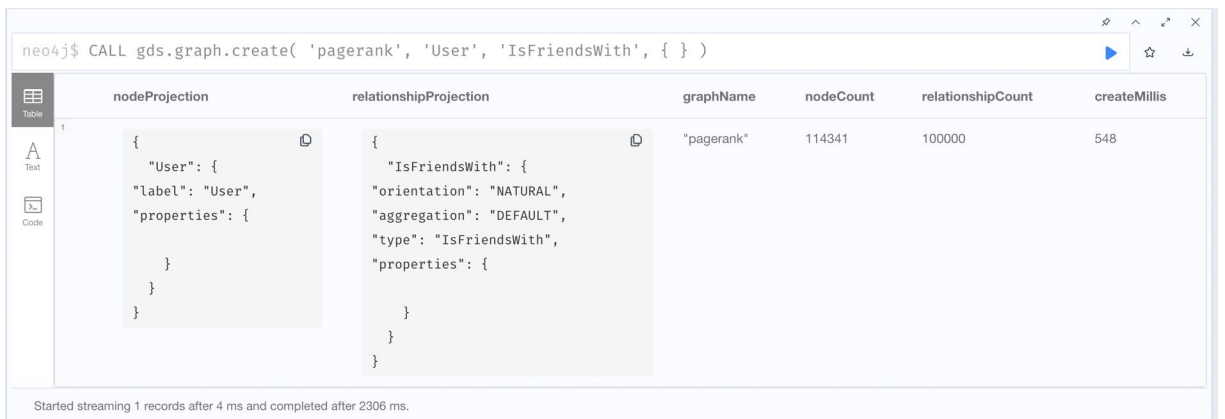 neo4j$ CALL gds.graph.create( 'pagerank', 'User', 'IsFriendsWith', { } )
Table
Text
Code
nodeProjection relationshipProjection graphName nodeCount relationshipCount createMillis
1
{
"User": {
"label": "User",
"properties": {
}
}
}
{
"IsFriendsWith": {
"orientation": "NATURAL",
"aggregation": "DEFAULT",
"type": "IsFriendsWith",
"properties": {
}
}
}
"pagerank" 114341 100000 548
Started streaming 1 records after 4 ms and completed after 2306 ms.